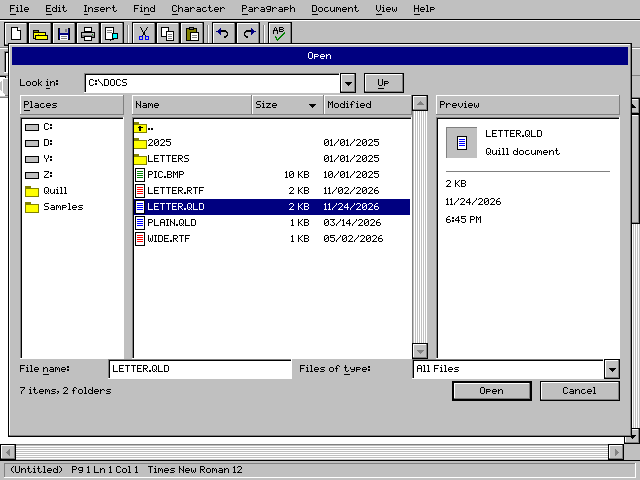 File Edit Insert Find Character Paragraph Document View Help
AB
Open
Look in: C:\DOCS Up
Places Name Size Modified Preview
C:
D:
Y:
Z:
Quill
Samples
..
2025 01/01/2025
LETTERS 01/01/2025
PIC.BMP 10 KB 10/01/2025
LETTER.RTF 2 KB 11/02/2026
LETTER.QLD 2 KB 11/24/2026
PLAIN.QLD 1 KB 03/14/2026
WIDE.RTF 1 KB 05/02/2026
LETTER.QLD
Quill document
2 KB
11/24/2026
6:45 PM
File name: LETTER.QLD Files of type: All Files
7 items, 2 folders Open Cancel
(Untitled) Pg 1 Ln 1 Col 1 Times New Roman 12